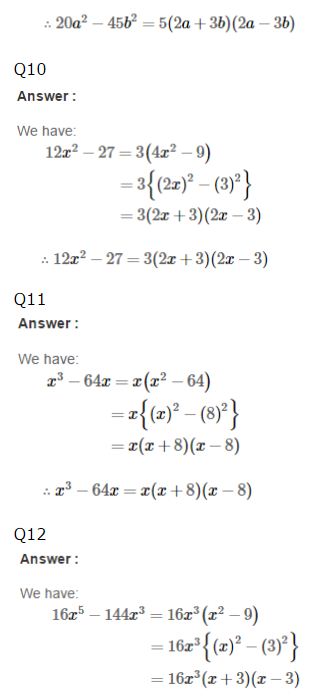 ∴ 20a² − 45b² = 5(2a + 3b)(2a − 3b)
Q10
Answer :
We have:
12x² − 27 = 3(4x² − 9)
= 3{(2x)² − (3)²}
= 3(2x + 3)(2x − 3)
∴ 12x² − 27 = 3(2x + 3)(2x − 3)
Q11
Answer :
We have:
x³ − 64x = x(x² − 64)
= x{(x)² − (8)²}
= x(x + 8)(x − 8)
∴ x³ − 64x = x(x + 8)(x − 8)
Q12
Answer :
We have:
16x⁵ − 144x³ = 16x³(x² − 9)
= 16x³{(x)² − (3)²}
= 16x³(x + 3)(x − 3)